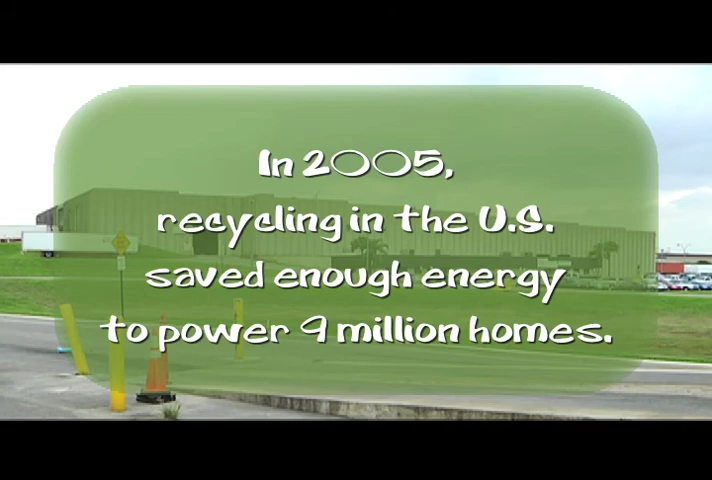 In 2005,
recycling in the U.S.
saved enough energy
to power 9 million homes.